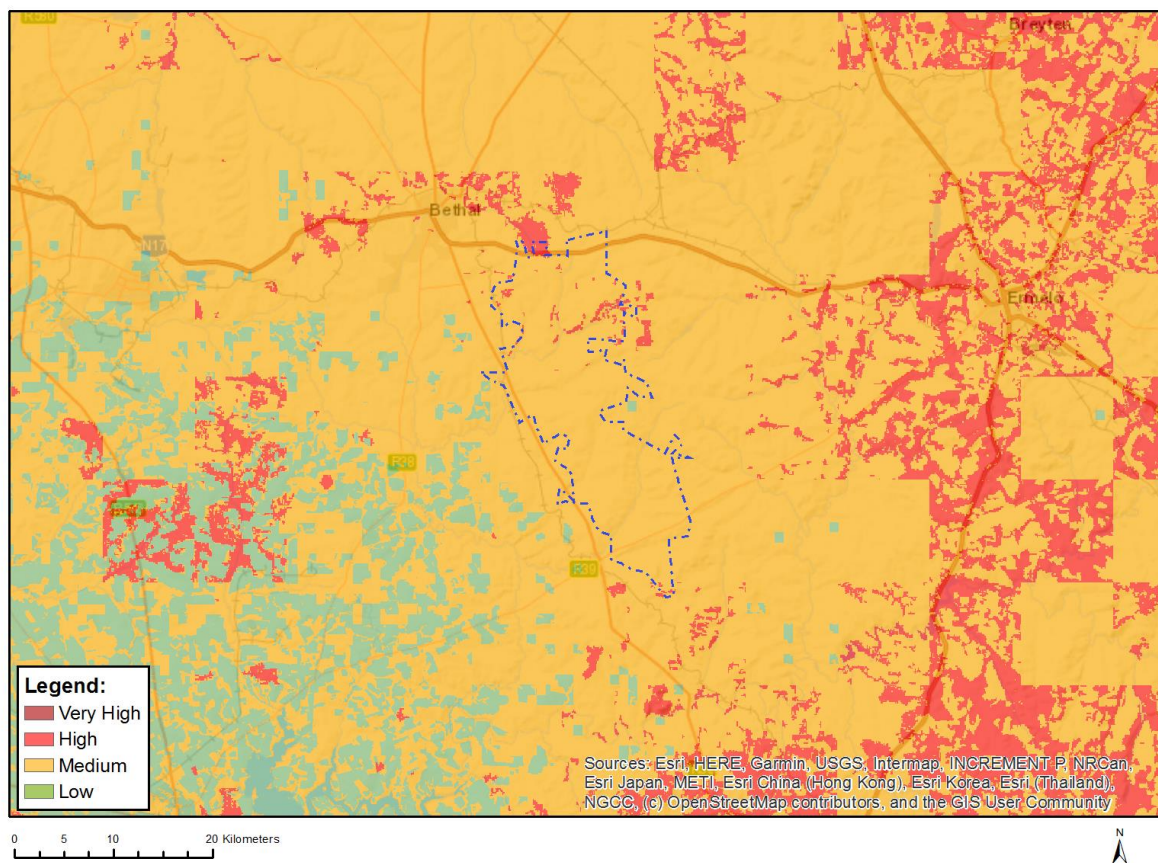 R580
Breyten
Bethal
N17
Ermelo
R38
R39
Legend:
Very High
High
Medium
Low
Sources: Esri, HERE, Garmin, USGS, Intermap, INCREMENT P, NRCan,
Esri Japan, METI, Esri China (Hong Kong), Esri Korea, Esri (Thailand),
NGCC, (c) OpenStreetMap contributors, and the GIS User Community
0 5 10 20 Kilometers
N